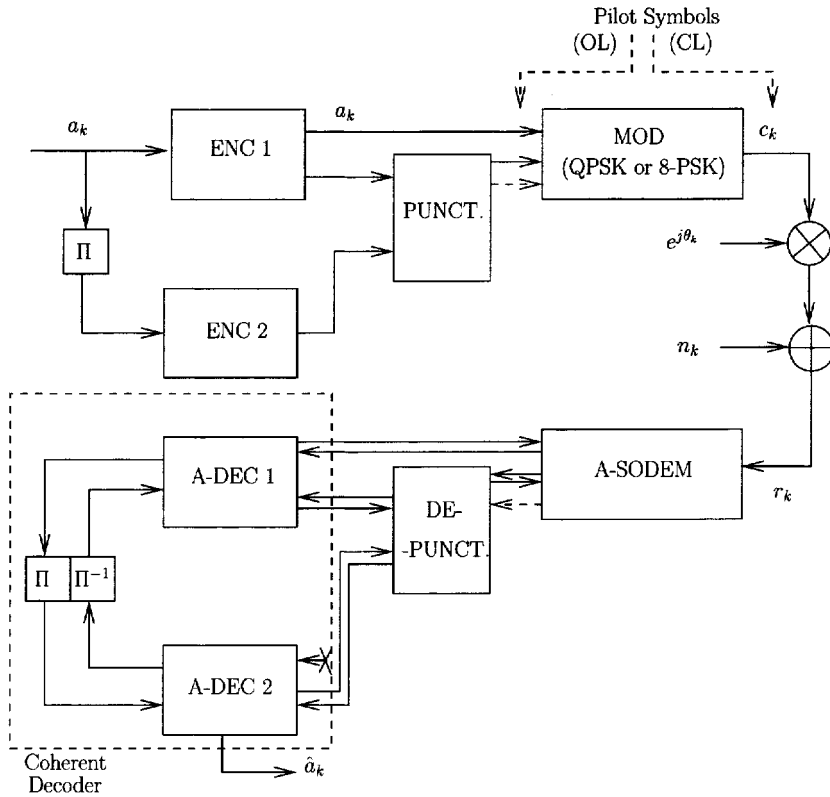 Pilot Symbols
(OL) (CL)
a_k
ENC 1
a_k
MOD
(QPSK or 8-PSK)
c_k
PUNCT.
Π
e^{jθ_k}
ENC 2
n_k
A-DEC 1
A-SODEM
r_k
DE-
-PUNCT.
Π Π^{-1}
A-DEC 2
Coherent
Decoder
â_k